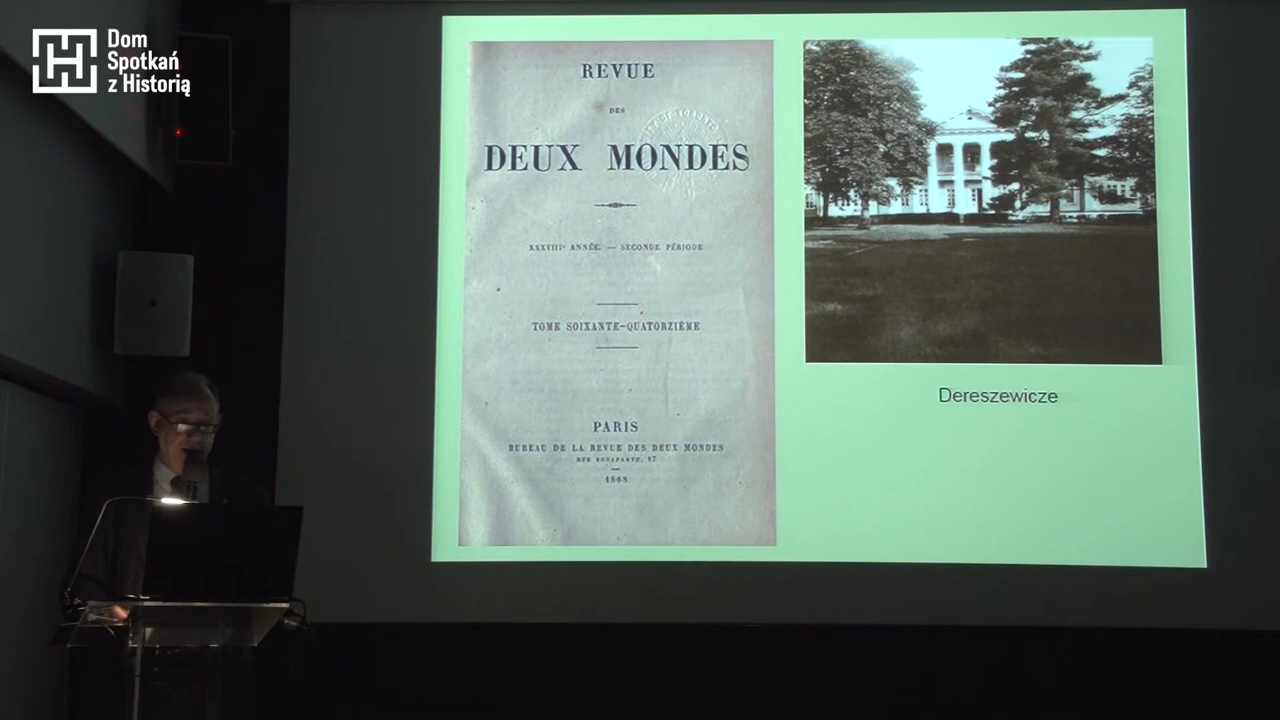 Dom
Spotkań
z Historią
REVUE
DES
DEUX MONDES
XXXVIIIe ANNÉE. — SECONDE PÉRIODE
TOME SOIXANTE-QUATORZIÈME
PARIS
BUREAU DE LA REVUE DES DEUX MONDES
RUE BONAPARTE, 17
1868
Dereszewicze